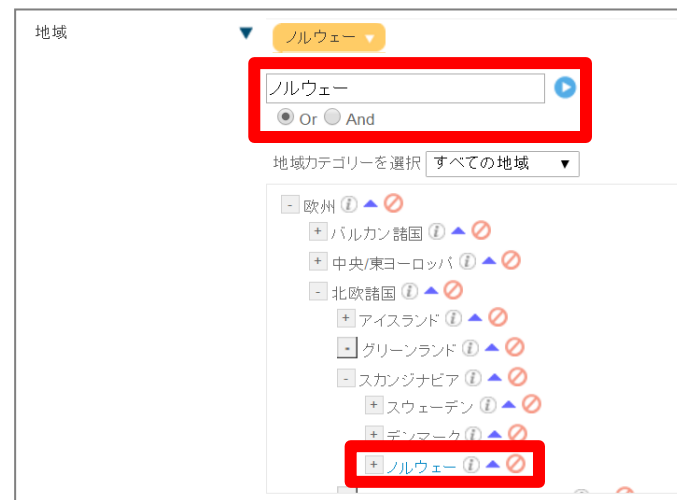 地域 ▼ ノルウェー ▼
ノルウェー
Or And
地域カテゴリーを選択 すべての地域 ▼
- 欧州 i
+ バルカン諸国 i
+ 中央/東ヨーロッパ i
- 北欧諸国 i
+ アイスランド i
- グリーンランド i
- スカンジナビア i
+ スウェーデン i
+ デンマーク i
+ ノルウェー i